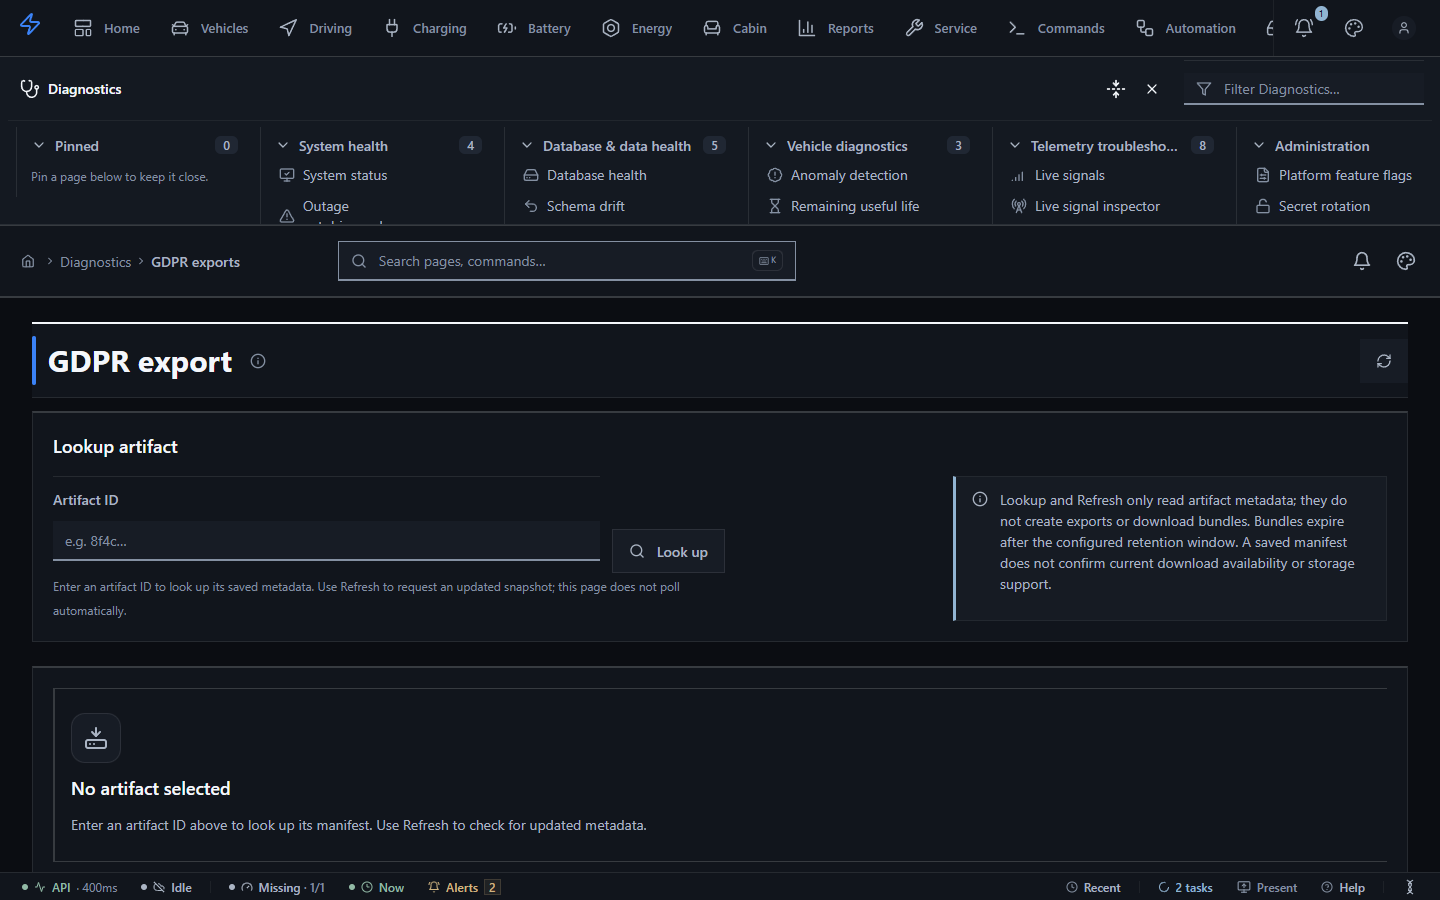 Home
Vehicles
Driving
Charging
Battery
Energy
Cabin
Reports
Service
Commands
Automation
1
Diagnostics
Filter Diagnostics...
Pinned 0
Pin a page below to keep it close.
System health 4
System status
Outage
Database & data health 5
Database health
Schema drift
Vehicle diagnostics 3
Anomaly detection
Remaining useful life
Telemetry troublesho... 8
Live signals
Live signal inspector
Administration
Platform feature flags
Secret rotation
Diagnostics
GDPR exports
Search pages, commands...
K
GDPR export
Lookup artifact
Artifact ID
e.g. 8f4c...
Look up
Enter an artifact ID to look up its saved metadata. Use Refresh to request an updated snapshot; this page does not poll
automatically.
Lookup and Refresh only read artifact metadata; they do
not create exports or download bundles. Bundles expire
after the configured retention window. A saved manifest
does not confirm current download availability or storage
support.
No artifact selected
Enter an artifact ID above to look up its manifest. Use Refresh to check for updated metadata.
API · 400ms
Idle
Missing · 1/1
Now
Alerts 2
Recent
2 tasks
Present
Help